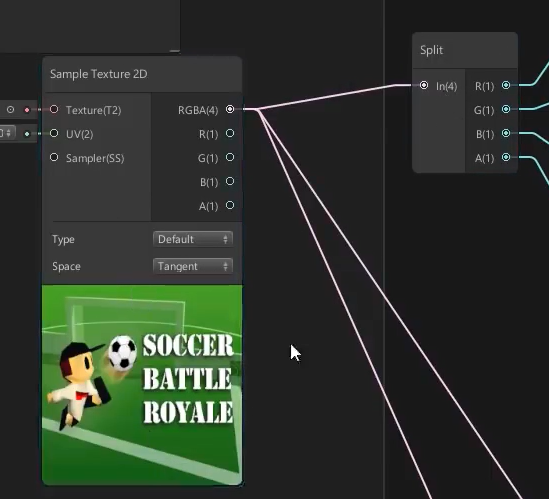 Sample Texture 2D
Texture(T2)
RGBA(4)
UV(2)
R(1)
Sampler(SS)
G(1)
B(1)
A(1)
Type
Default
Space
Tangent
SOCCER
BATTLE
ROYALE
Split
In(4)
R(1)
G(1)
B(1)
A(1)